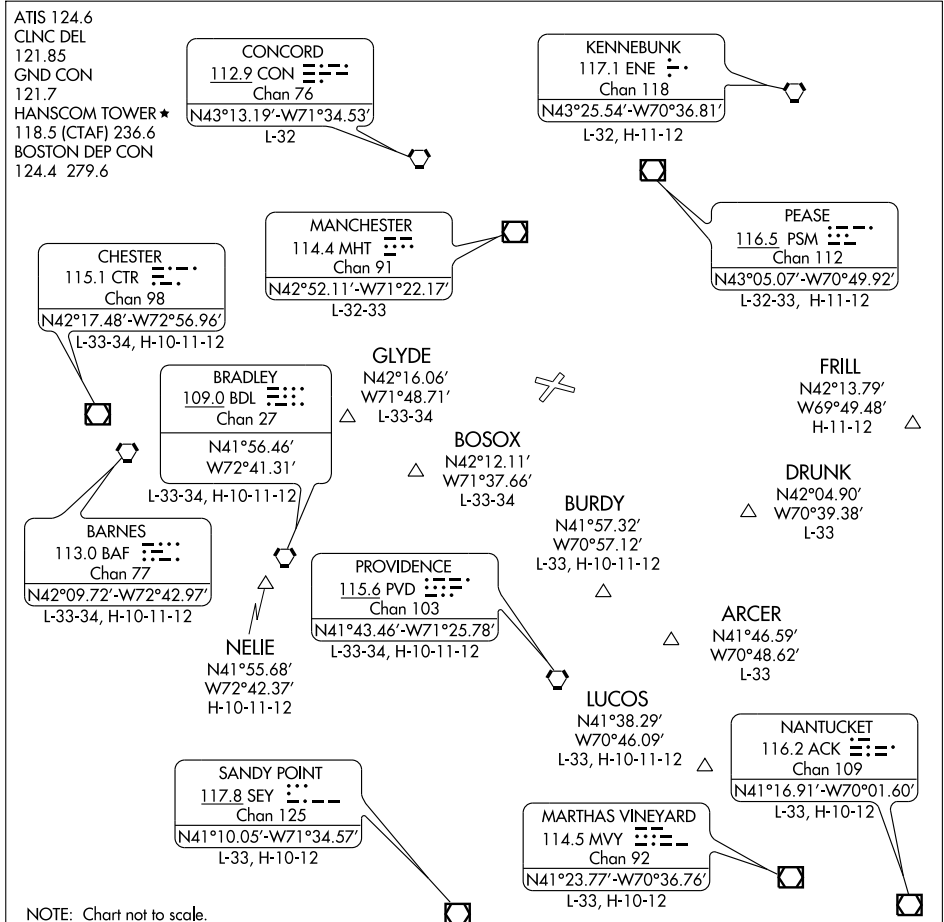 ATIS 124.6
CLNC DEL
121.85
GND CON
121.7
HANSCOM TOWER★
118.5 (CTAF) 236.6
BOSTON DEP CON
124.4 279.6
CONCORD
112.9 CON
Chan 76
N43°13.19′-W71°34.53′
L-32
KENNEBUNK
117.1 ENE
Chan 118
N43°25.54′-W70°36.81′
L-32, H-11-12
MANCHESTER
114.4 MHT
Chan 91
N42°52.11′-W71°22.17′
L-32-33
PEASE
116.5 PSM
Chan 112
N43°05.07′-W70°49.92′
L-32-33, H-11-12
CHESTER
115.1 CTR
Chan 98
N42°17.48′-W72°56.96′
L-33-34, H-10-11-12
BRADLEY
109.0 BDL
Chan 27
N41°56.46′
W72°41.31′
L-33-34, H-10-11-12
GLYDE
N42°16.06′
W71°48.71′
L-33-34
FRILL
N42°13.79′
W69°49.48′
H-11-12
BOSOX
N42°12.11′
W71°37.66′
L-33-34
DRUNK
N42°04.90′
W70°39.38′
L-33
BURDY
N41°57.32′
W70°57.12′
L-33, H-10-11-12
BARNES
113.0 BAF
Chan 77
N42°09.72′-W72°42.97′
L-33-34, H-10-11-12
PROVIDENCE
115.6 PVD
Chan 103
N41°43.46′-W71°25.78′
L-33-34, H-10-11-12
NELIE
N41°55.68′
W72°42.37′
H-10-11-12
ARCER
N41°46.59′
W70°48.62′
L-33
LUCOS
N41°38.29′
W70°46.09′
L-33, H-10-11-12
NANTUCKET
116.2 ACK
Chan 109
N41°16.91′-W70°01.60′
L-33, H-10-12
SANDY POINT
117.8 SEY
Chan 125
N41°10.05′-W71°34.57′
L-33, H-10-12
MARTHAS VINEYARD
114.5 MVY
Chan 92
N41°23.77′-W70°36.76′
L-33, H-10-12
NOTE: Chart not to scale.